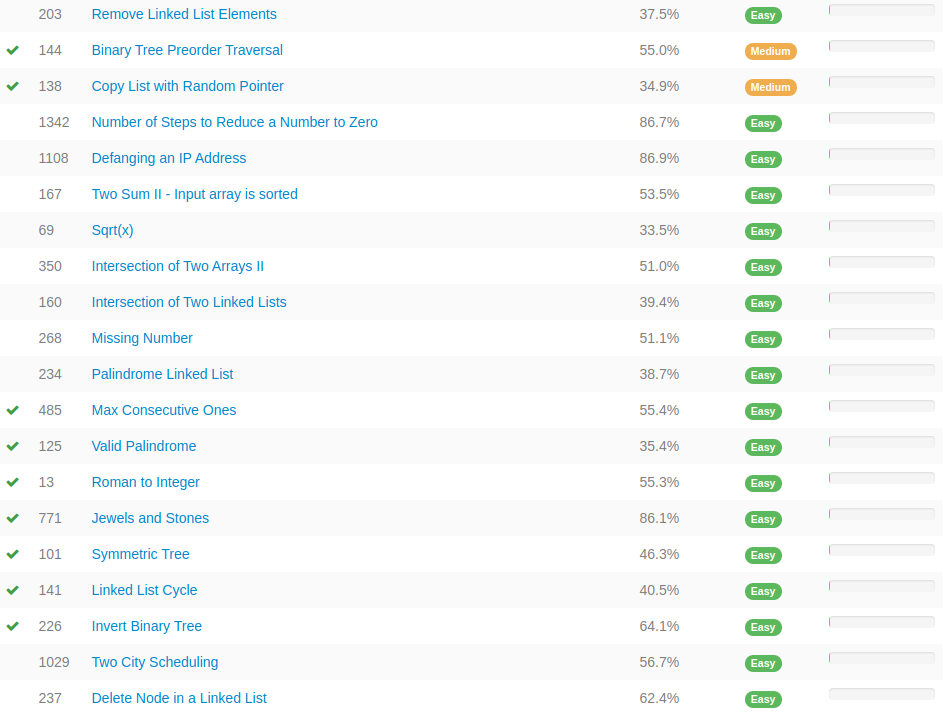 203 Remove Linked List Elements 37.5% Easy
144 Binary Tree Preorder Traversal 55.0% Medium
138 Copy List with Random Pointer 34.9% Medium
1342 Number of Steps to Reduce a Number to Zero 86.7% Easy
1108 Defanging an IP Address 86.9% Easy
167 Two Sum II - Input array is sorted 53.5% Easy
69 Sqrt(x) 33.5% Easy
350 Intersection of Two Arrays II 51.0% Easy
160 Intersection of Two Linked Lists 39.4% Easy
268 Missing Number 51.1% Easy
234 Palindrome Linked List 38.7% Easy
485 Max Consecutive Ones 55.4% Easy
125 Valid Palindrome 35.4% Easy
13 Roman to Integer 55.3% Easy
771 Jewels and Stones 86.1% Easy
101 Symmetric Tree 46.3% Easy
141 Linked List Cycle 40.5% Easy
226 Invert Binary Tree 64.1% Easy
1029 Two City Scheduling 56.7% Easy
237 Delete Node in a Linked List 62.4% Easy